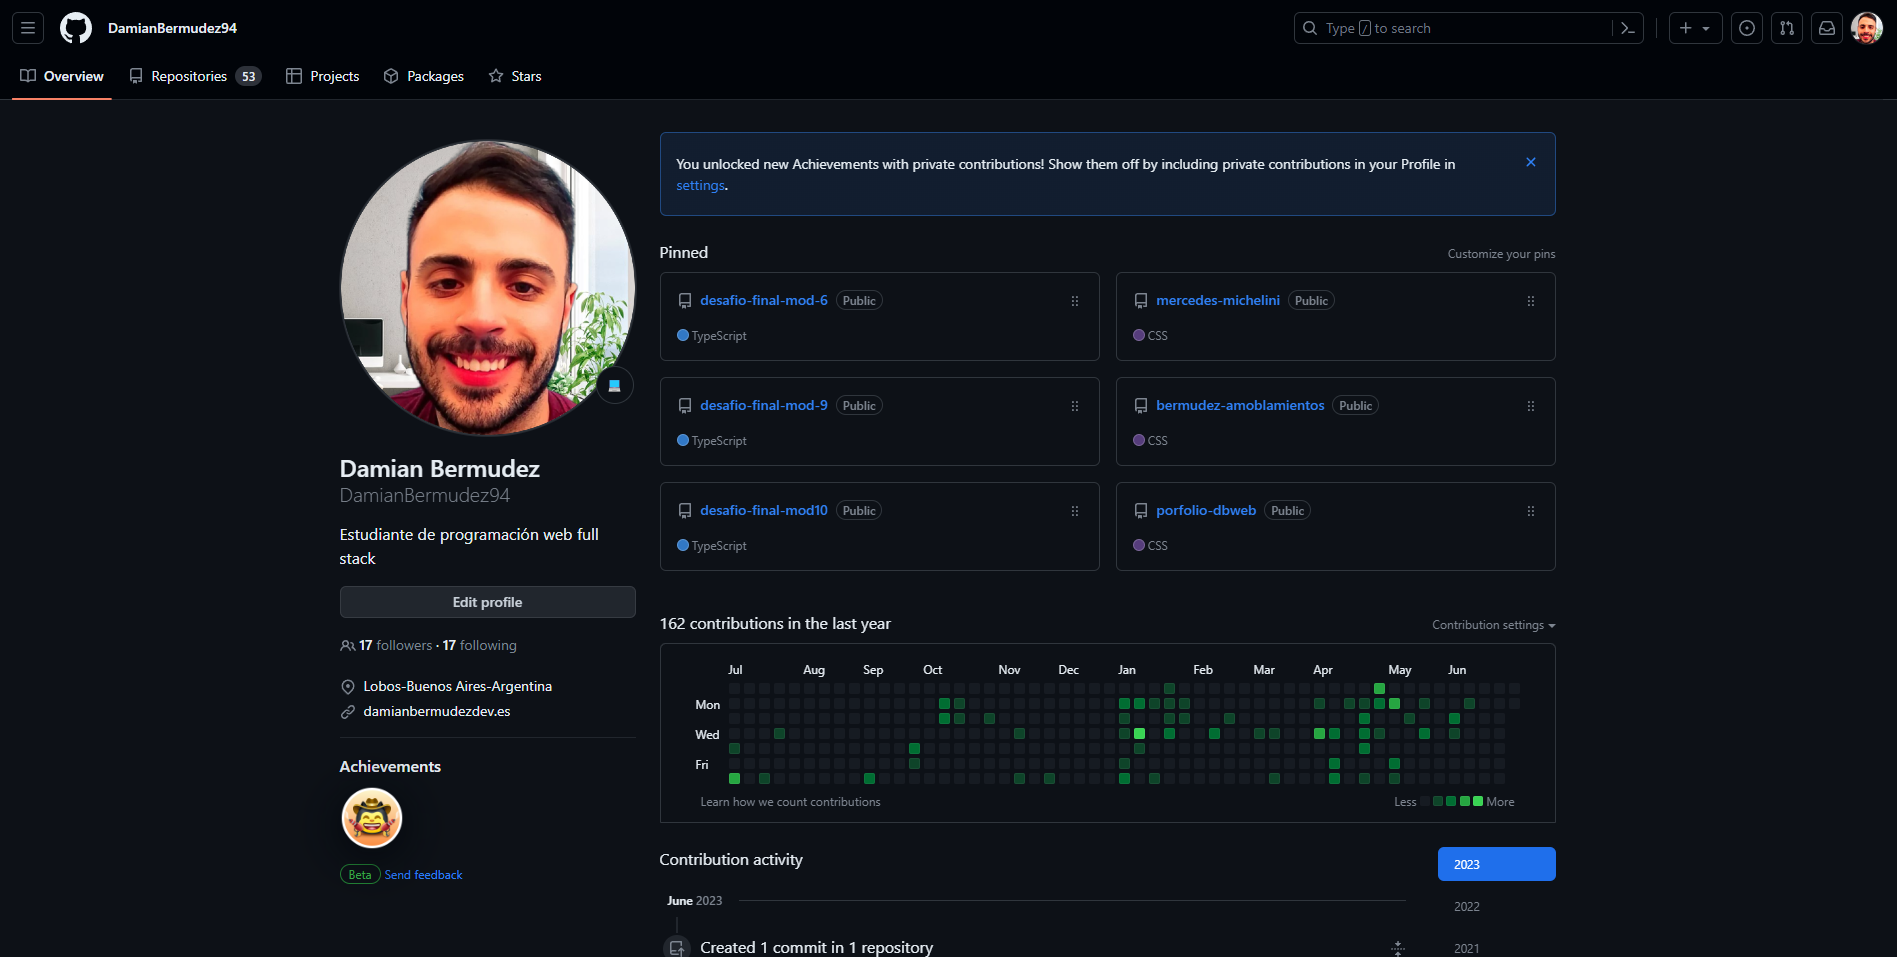 DamianBermudez94
Type / to search
Overview
Repositories 53
Projects
Packages
Stars
Damian Bermudez
DamianBermudez94
Estudiante de programación web full
stack
Edit profile
17 followers · 17 following
Lobos-Buenos Aires-Argentina
damianbermudezdev.es
Achievements
Beta Send feedback
You unlocked new Achievements with private contributions! Show them off by including private contributions in your Profile in
settings.
Pinned
Customize your pins
desafio-final-mod-6 Public
TypeScript
mercedes-michelini Public
CSS
desafio-final-mod-9 Public
TypeScript
bermudez-amoblamientos Public
CSS
desafio-final-mod10 Public
TypeScript
porfolio-dbweb Public
CSS
162 contributions in the last year
Contribution settings
Jul Aug Sep Oct Nov Dec Jan Feb Mar Apr May Jun
Mon
Wed
Fri
Learn how we count contributions
Less More
Contribution activity
2023
2022
2021
June 2023
Created 1 commit in 1 repository